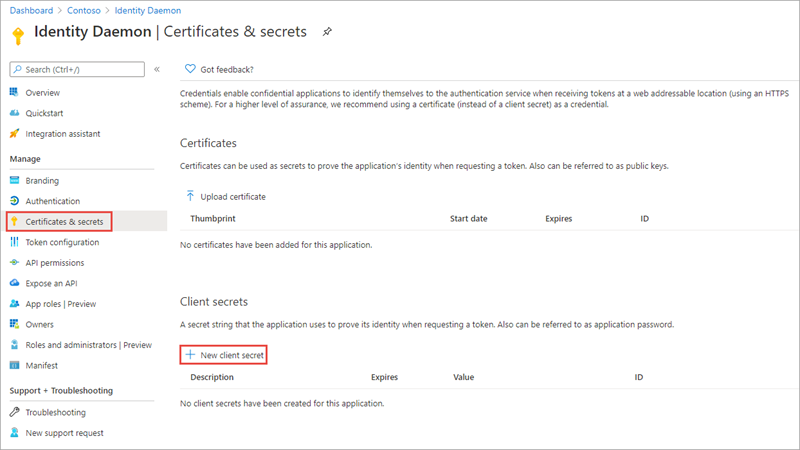 Dashboard > Contoso > Identity Daemon
Identity Daemon | Certificates & secrets
Search (Ctrl+/)
«
Overview
Quickstart
Integration assistant
Manage
Branding
Authentication
Certificates & secrets
Token configuration
API permissions
Expose an API
App roles | Preview
Owners
Roles and administrators | Preview
Manifest
Support + Troubleshooting
Troubleshooting
New support request
Got feedback?
Credentials enable confidential applications to identify themselves to the authentication service when receiving tokens at a web addressable location (using an HTTPS
scheme). For a higher level of assurance, we recommend using a certificate (instead of a client secret) as a credential.
Certificates
Certificates can be used as secrets to prove the application's identity when requesting a token. Also can be referred to as public keys.
Upload certificate
Thumbprint Start date Expires ID
No certificates have been added for this application.
Client secrets
A secret string that the application uses to prove its identity when requesting a token. Also can be referred to as application password.
New client secret
Description Expires Value ID
No client secrets have been created for this application.